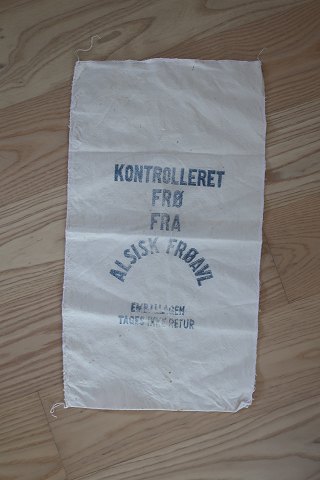 KONTROLLERET
FRØ
FRA
ALSISK FRØAVL
EMBALLAGEN
TAGES IKKE RETUR